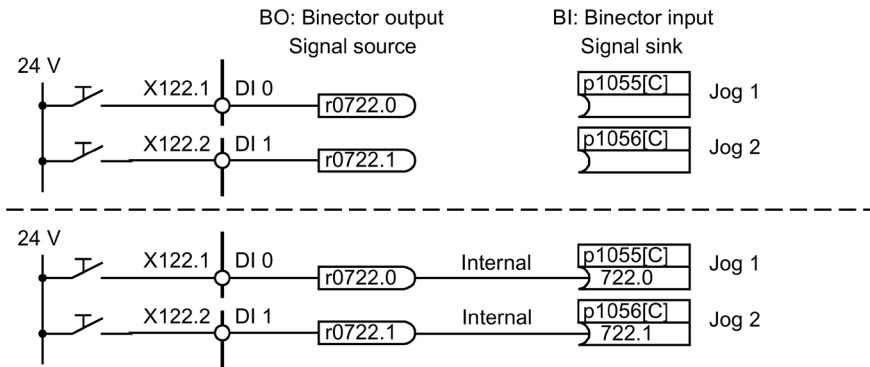 BO: Binector output BI: Binector input
Signal source Signal sink
24 V
X122.1 DI 0 r0722.0 p1055[C] Jog 1
X122.2 DI 1 r0722.1 p1056[C] Jog 2
24 V
X122.1 DI 0 r0722.0 Internal p1055[C] 722.0 Jog 1
X122.2 DI 1 r0722.1 Internal p1056[C] 722.1 Jog 2